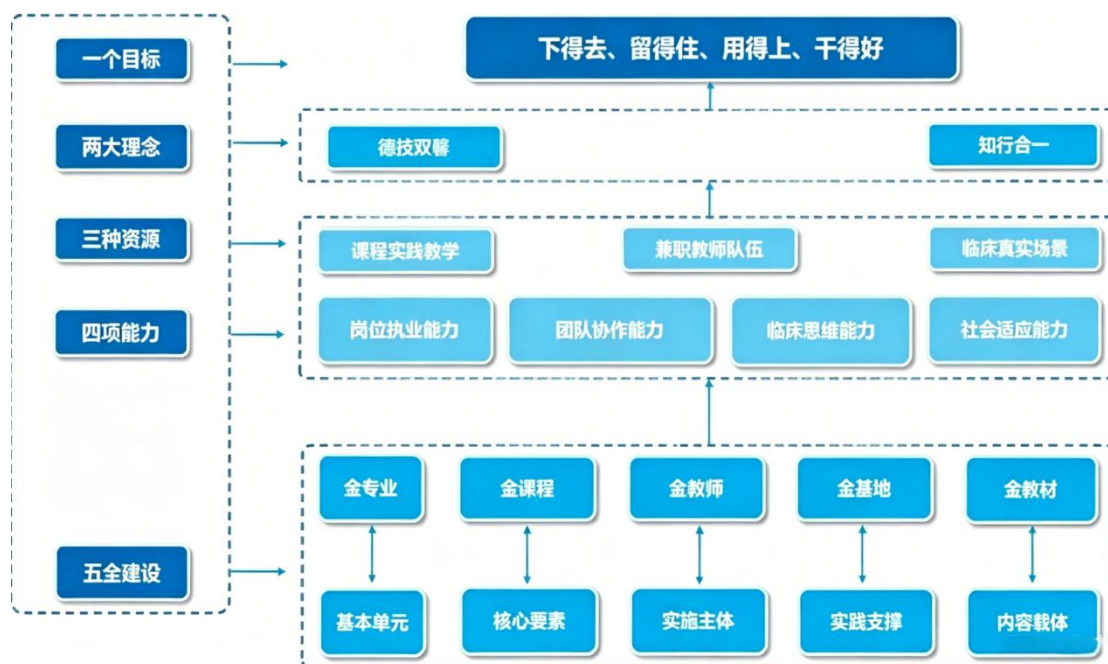 一个目标
下得去、留得住、用得上、干得好
两大理念
德技双馨
知行合一
三种资源
课程实践教学
兼职教师队伍
临床真实场景
四项能力
岗位执业能力
团队协作能力
临床思维能力
社会适应能力
金专业
金课程
金教师
金基地
金教材
五全建设
基本单元
核心要素
实施主体
实践支撑
内容载体